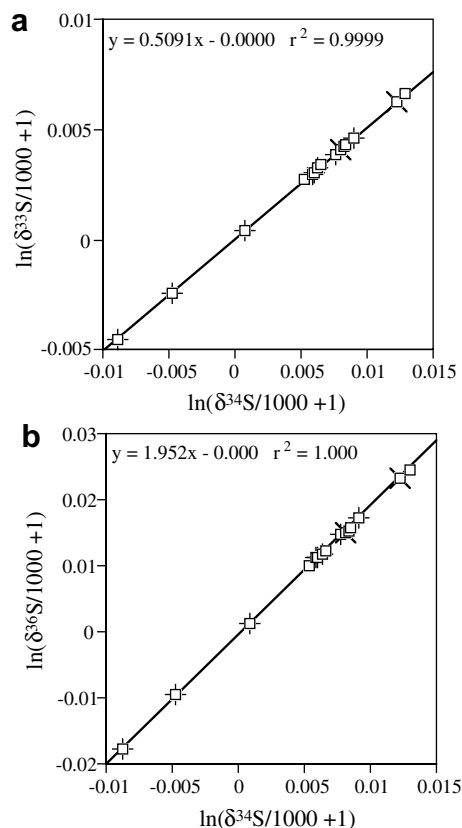 a
0.01
y = 0.5091x - 0.0000 r² = 0.9999
0.005
ln(δ³³S/1000 +1)
0
-0.005
-0.01 -0.005 0 0.005 0.01 0.015
ln(δ³⁴S/1000 +1)
b
0.03
y = 1.952x - 0.000 r² = 1.000
0.02
0.01
ln(δ³⁶S/1000 +1)
0
-0.01
-0.02
-0.01 -0.005 0 0.005 0.01 0.015
ln(δ³⁴S/1000 +1)